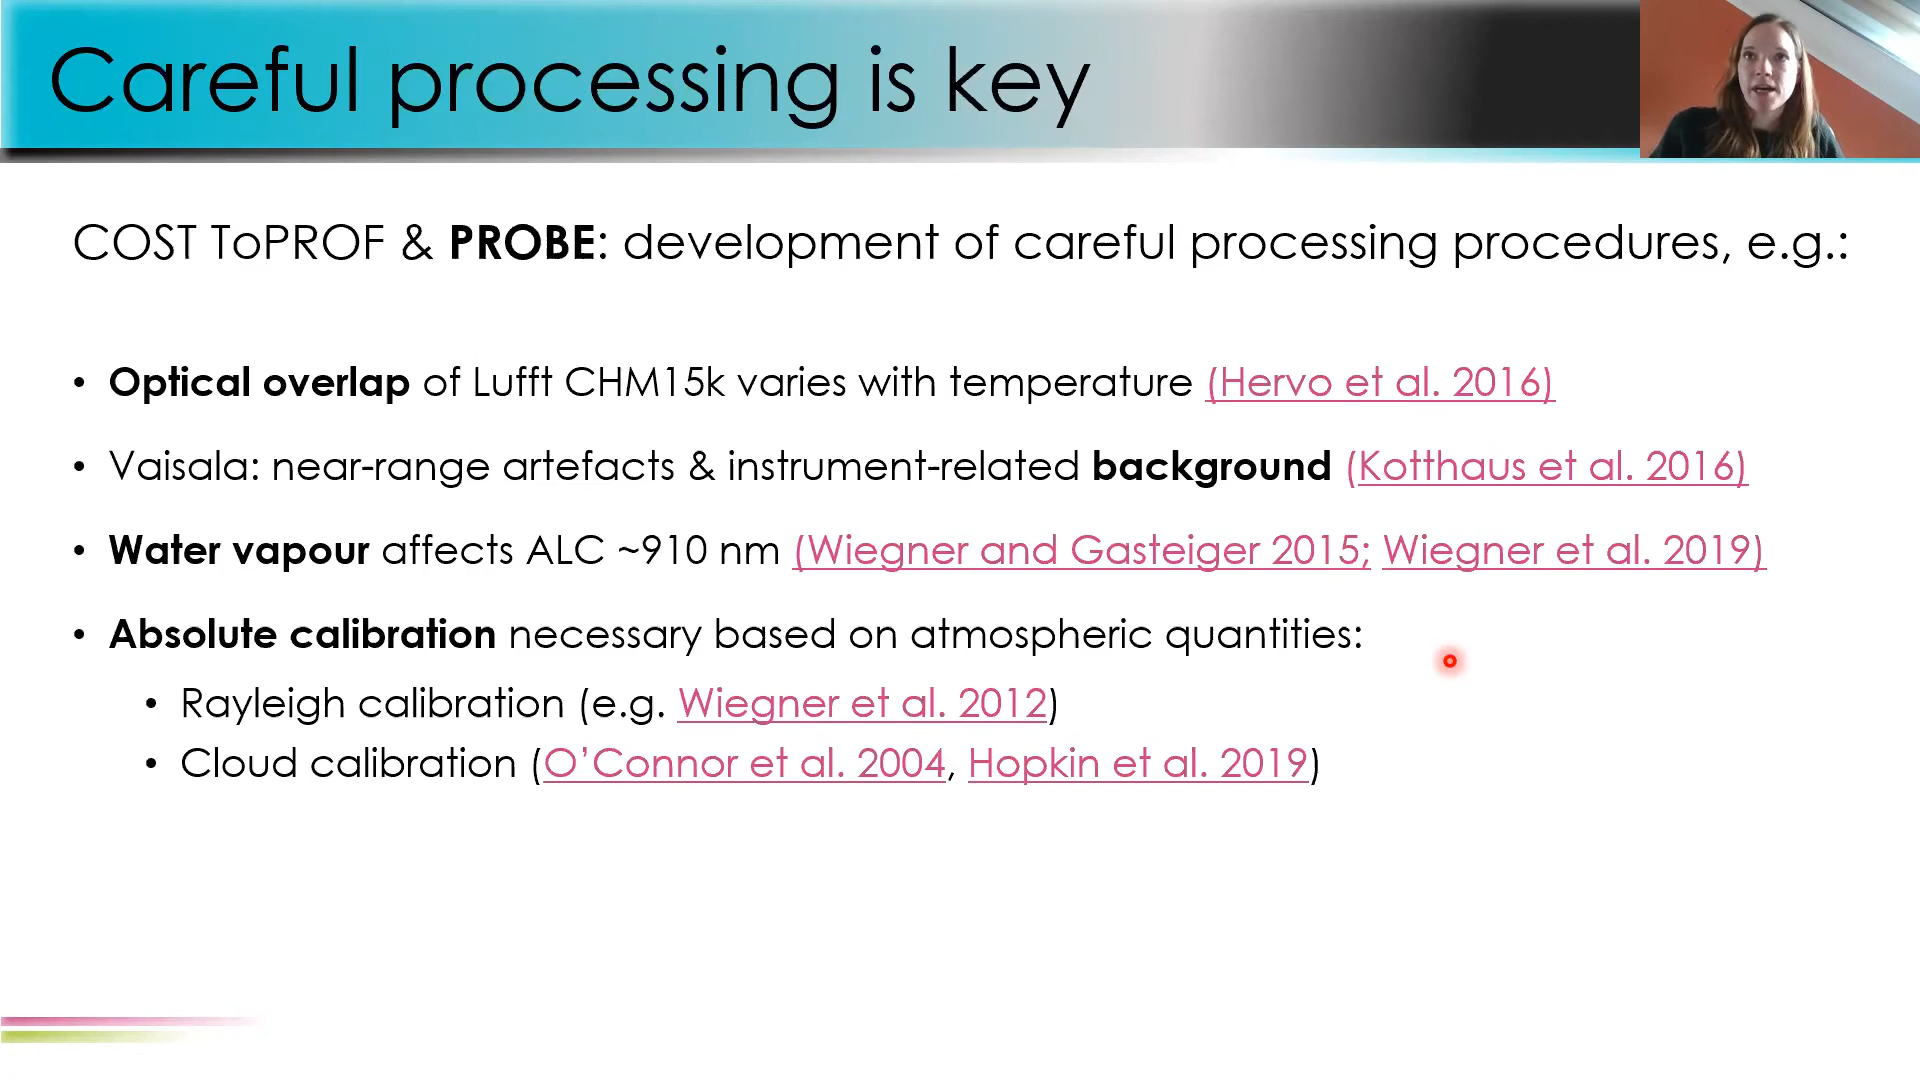 Careful processing is key
COST ToPROF & PROBE: development of careful processing procedures, e.g.:
• Optical overlap of Lufft CHM15k varies with temperature (Hervo et al. 2016)
• Vaisala: near-range artefacts & instrument-related background (Kotthaus et al. 2016)
• Water vapour affects ALC ~910 nm (Wiegner and Gasteiger 2015; Wiegner et al. 2019)
• Absolute calibration necessary based on atmospheric quantities:
• Rayleigh calibration (e.g. Wiegner et al. 2012)
• Cloud calibration (O’Connor et al. 2004, Hopkin et al. 2019)